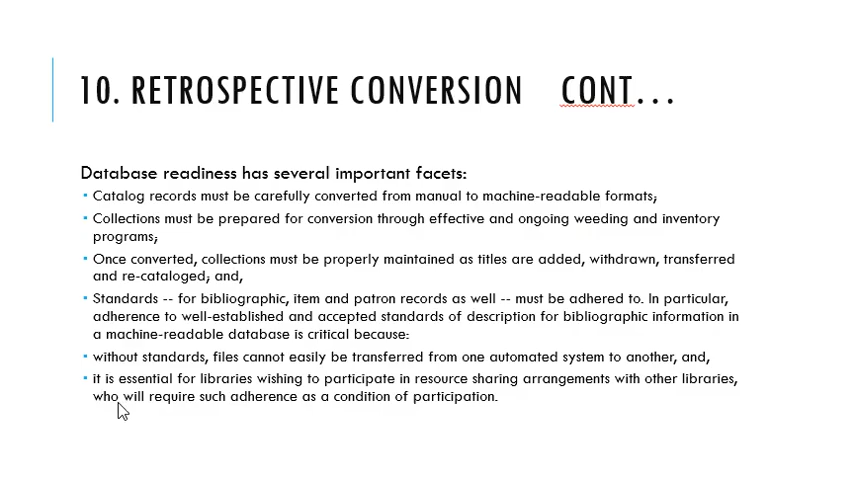 10. RETROSPECTIVE CONVERSION CONT...
Database readiness has several important facets:
▪ Catalog records must be carefully converted from manual to machine-readable formats;
▪ Collections must be prepared for conversion through effective and ongoing weeding and inventory
programs;
▪ Once converted, collections must be properly maintained as titles are added, withdrawn, transferred
and re-cataloged; and,
▪ Standards -- for bibliographic, item and patron records as well -- must be adhered to. In particular,
adherence to well-established and accepted standards of description for bibliographic information in
a machine-readable database is critical because:
▪ without standards, files cannot easily be transferred from one automated system to another, and,
▪ it is essential for libraries wishing to participate in resource sharing arrangements with other libraries,
who will require such adherence as a condition of participation.